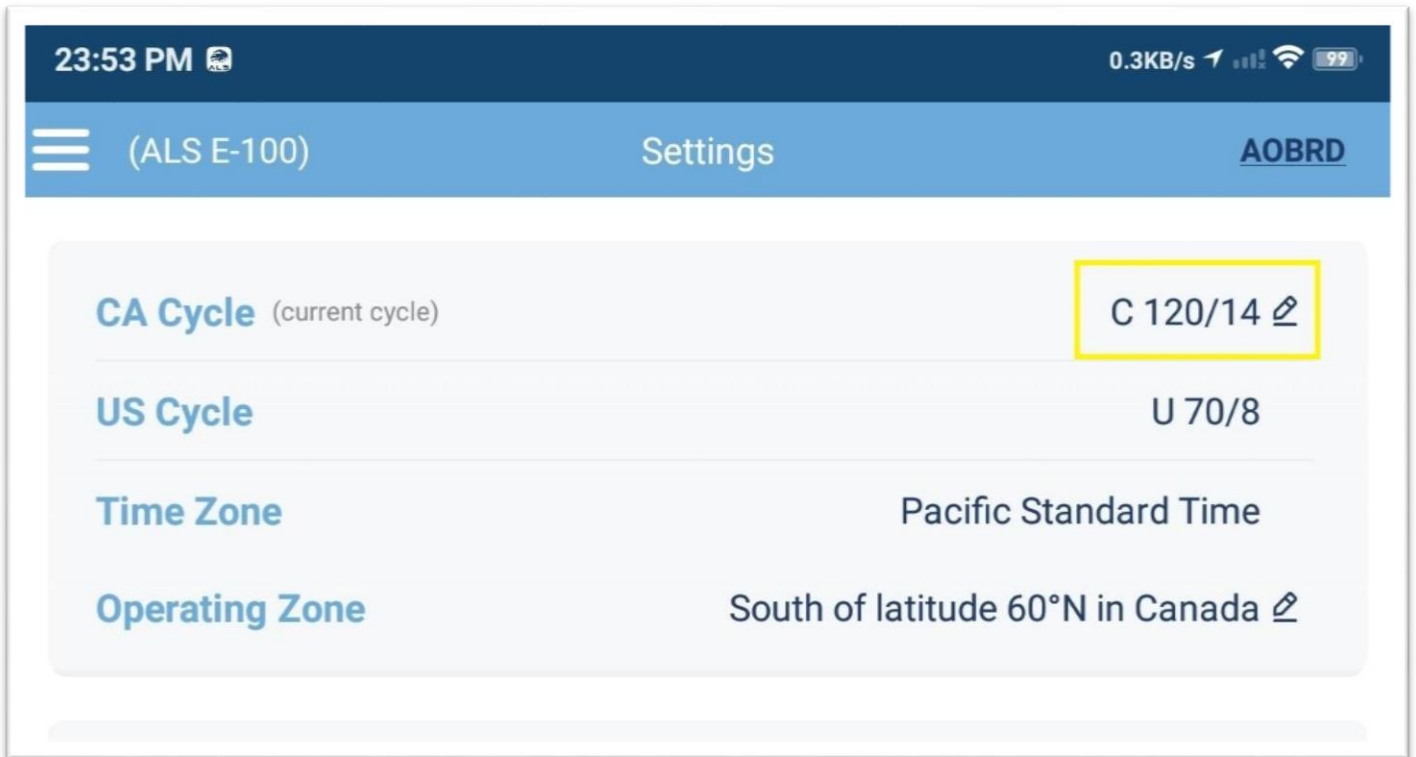 23:53 PM 0.3KB/s 99
(ALS E-100) Settings AOBRD
CA Cycle (current cycle) C 120/14
US Cycle U 70/8
Time Zone Pacific Standard Time
Operating Zone South of latitude 60°N in Canada